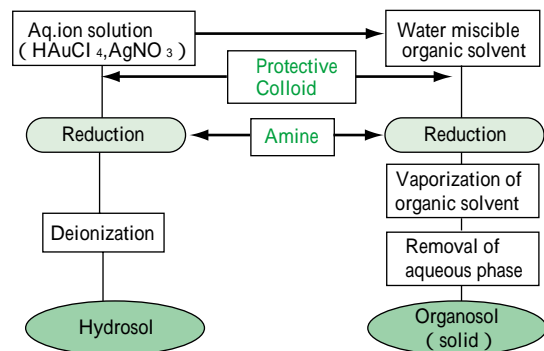 Aq.ion solution
( HAuCl 4,AgNO 3 )
Water miscible
organic solvent
Protective
Colloid
Reduction
Amine
Reduction
Vaporization of
organic solvent
Deionization
Removal of
aqueous phase
Hydrosol
Organosol
( solid )